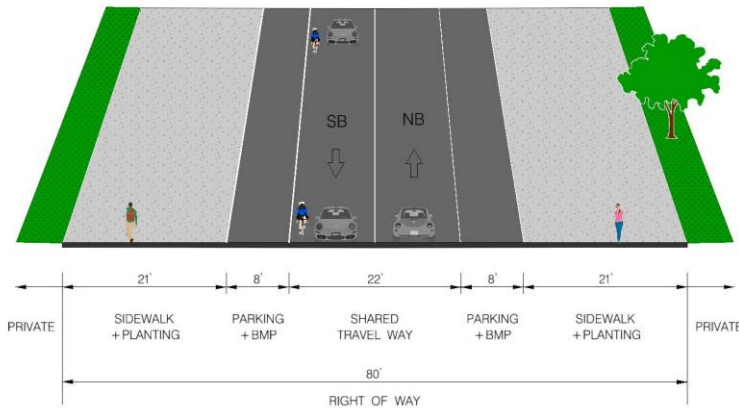 SB
NB
21' 8' 22' 8' 21'
PRIVATE SIDEWALK PARKING SHARED PARKING SIDEWALK PRIVATE
+PLANTING +BMP TRAVEL WAY +BMP +PLANTING
80'
RIGHT OF WAY